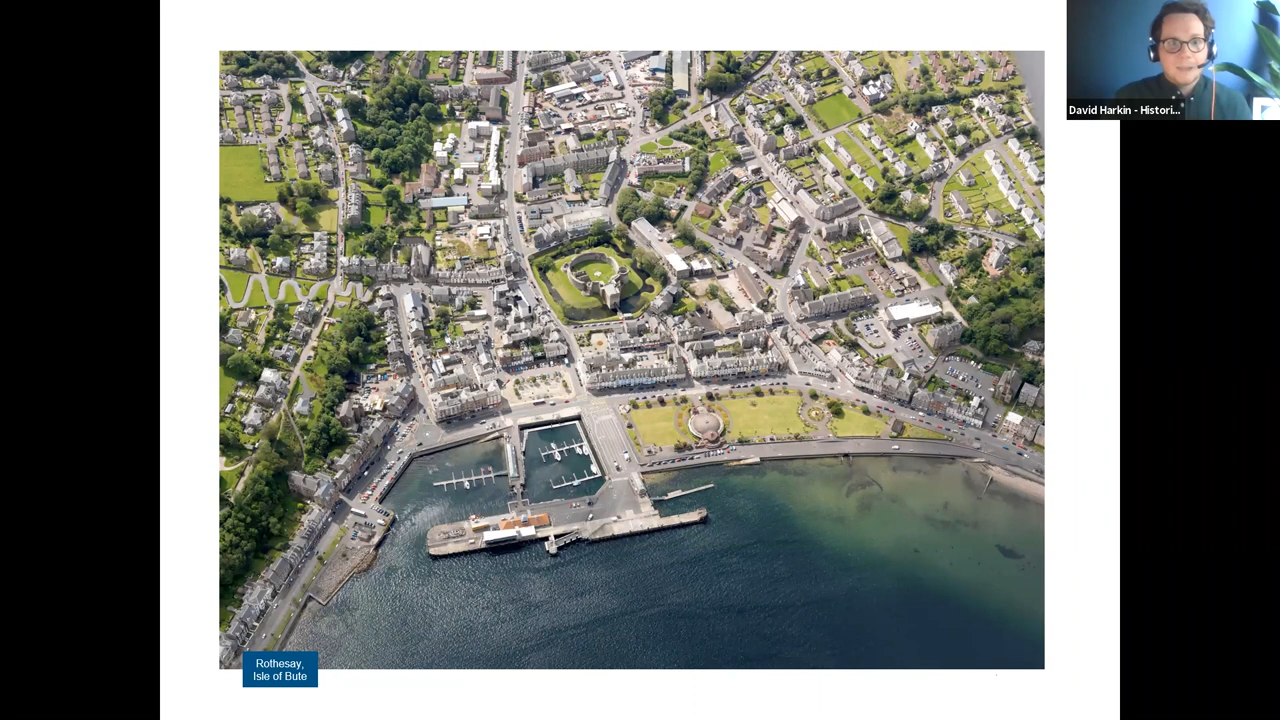 David Harkin - Histori...
Rothesay,
Isle of Bute